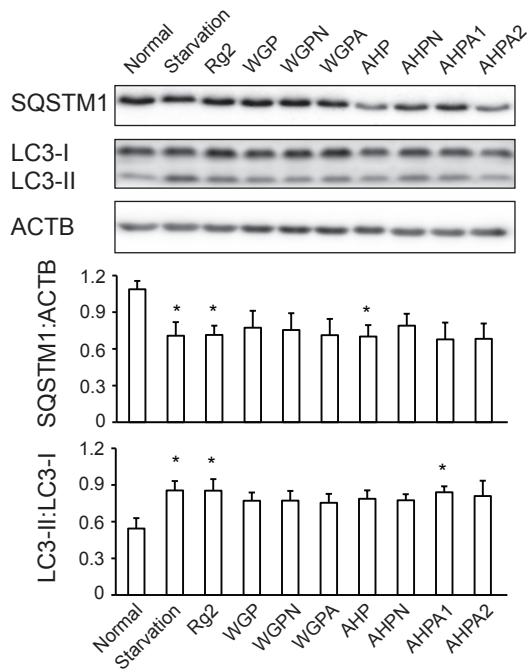 Normal Starvation Rg2 WGP WGPN WGPA AHP AHPN AHPA1 AHPA2
SQSTM1
LC3-I
LC3-II
ACTB
SQSTM1:ACTB
1.2
0.9
0.6
0.3
0
* * *
LC3-II:LC3-I
1.2
0.9
0.6
0.3
0
* * *
Normal Starvation Rg2 WGP WGPN WGPA AHP AHPN AHPA1 AHPA2